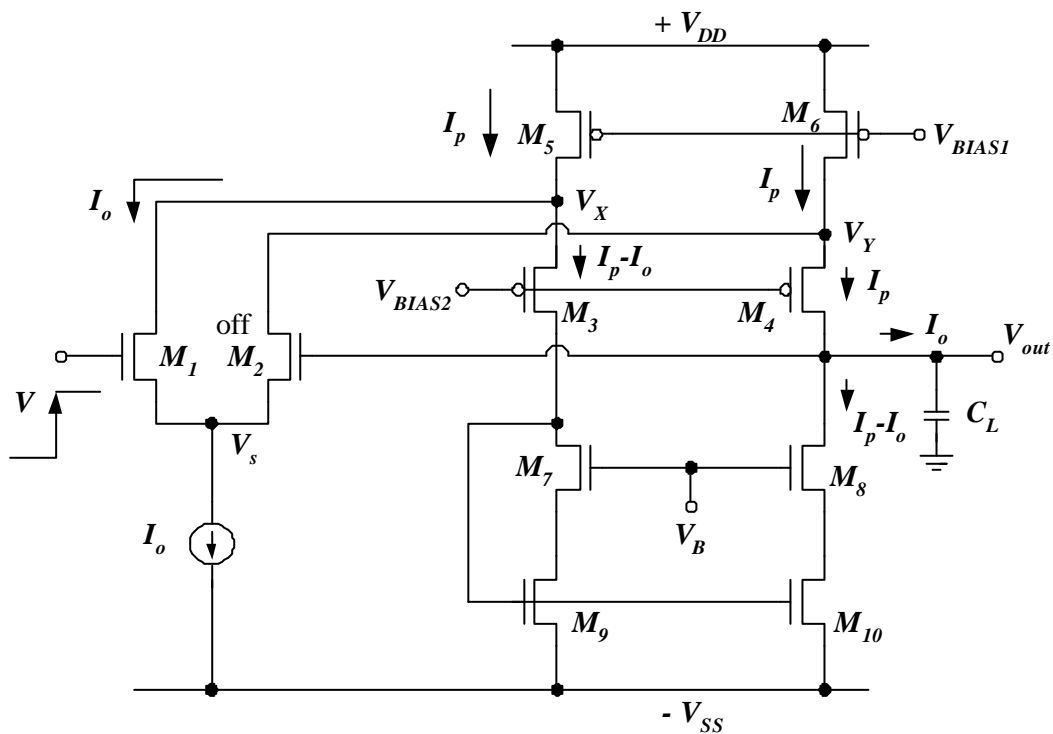 + V_DD
I_p
M_5
M_6
V_BIAS1
I_o
V_X
I_p
V_Y
I_p-I_o
V_BIAS2
M_3
M_4
I_p
off
M_1
M_2
I_o
V_out
V
V_s
I_p-I_o
C_L
M_7
M_8
V_B
I_o
M_9
M_10
- V_SS